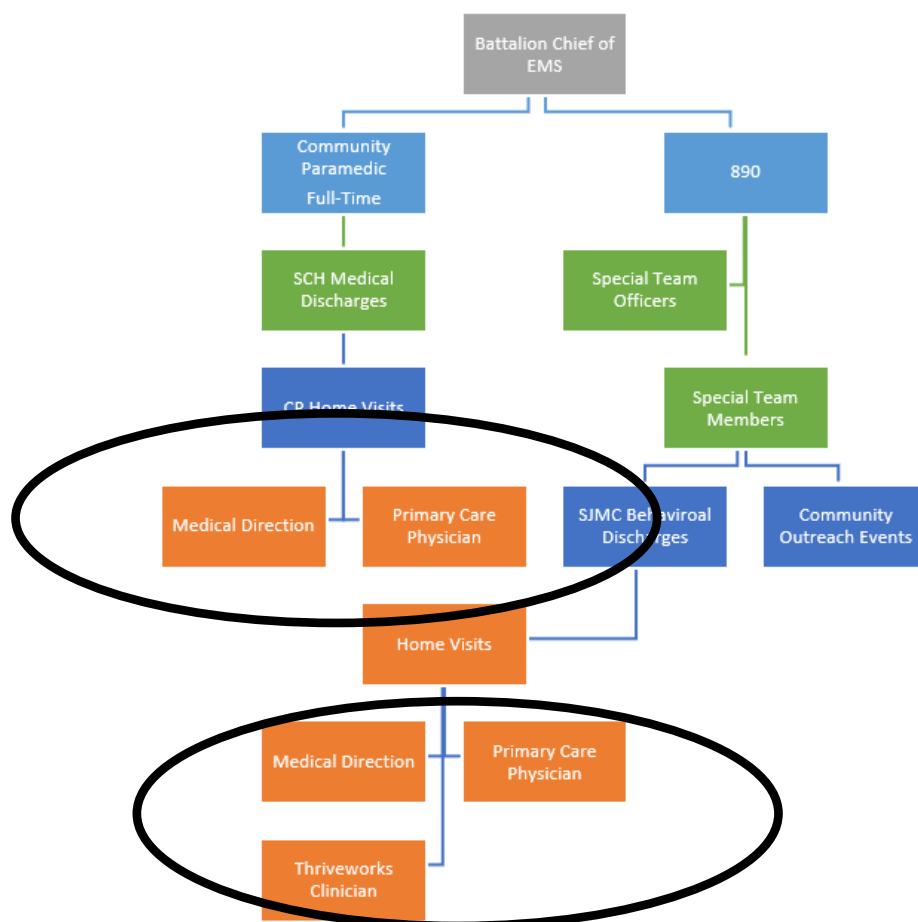 Battalion Chief of
EMS
Community
Paramedic
Full-Time
890
SCH Medical
Discharges
Special Team
Officers
CP Home Visits
Special Team
Members
Medical Direction
Primary Care
Physician
SJMC Behaviroal
Discharges
Community
Outreach Events
Home Visits
Medical Direction
Primary Care
Physician
Thriveworks
Clinician